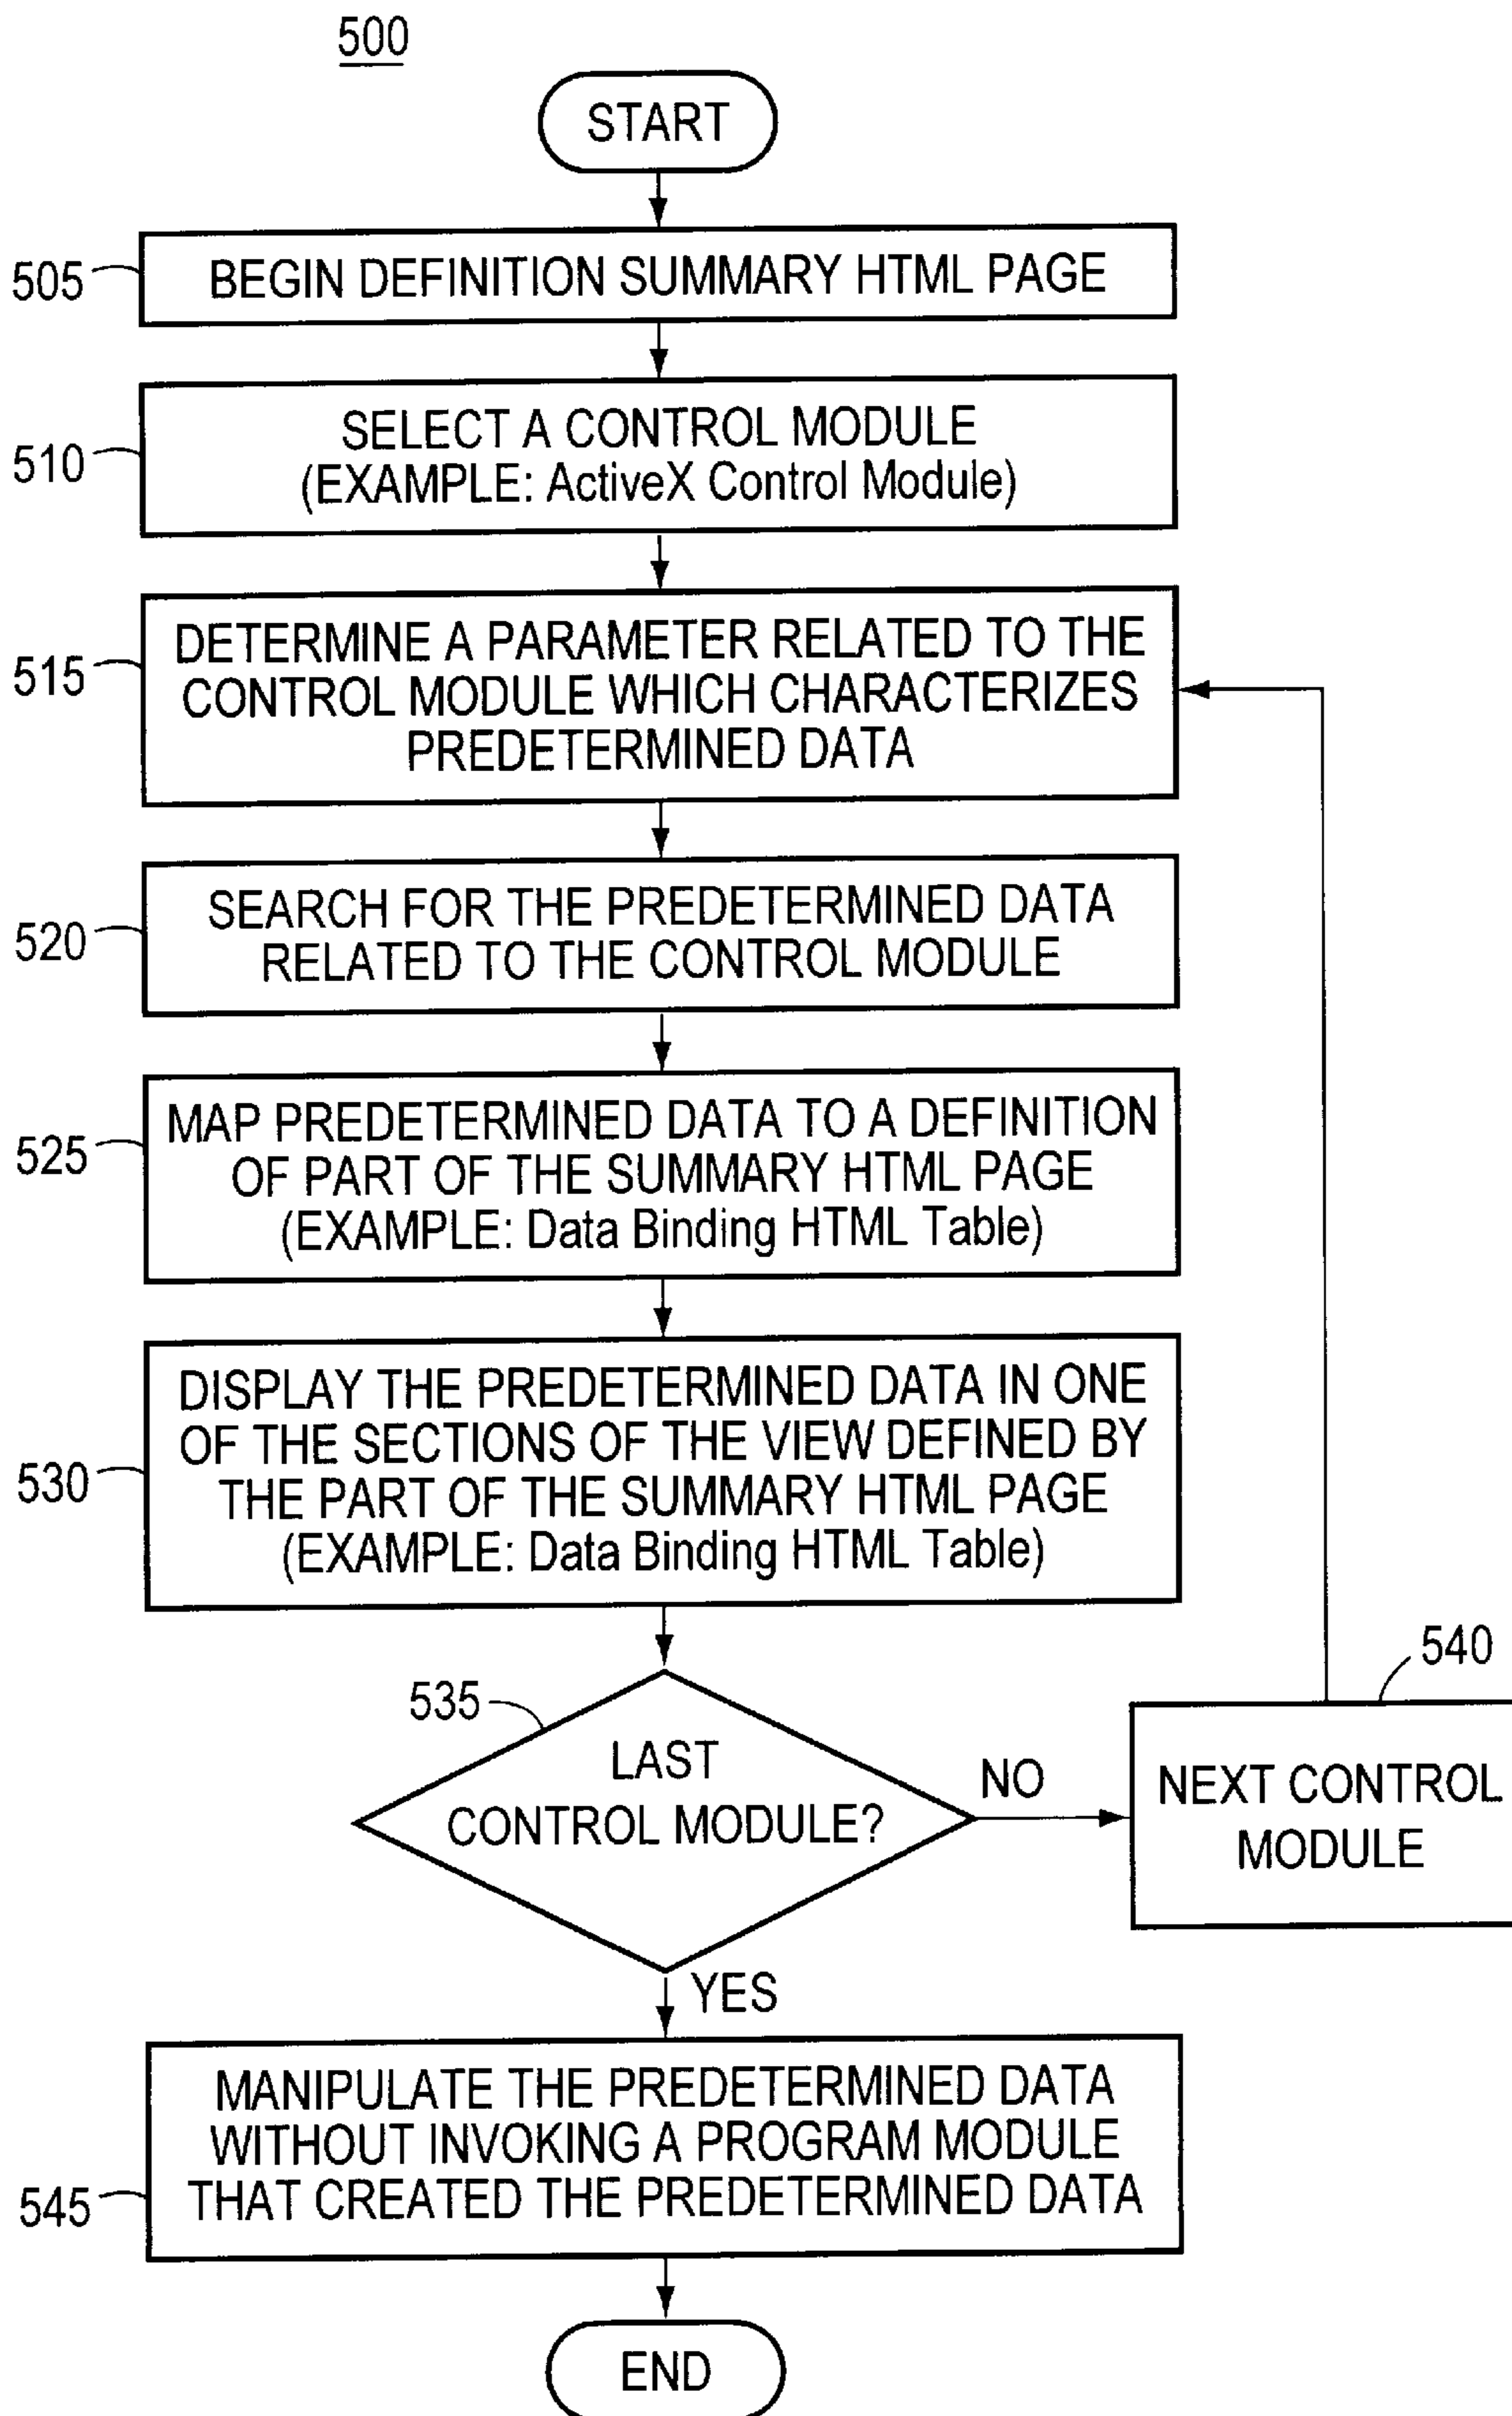 500
START
505
BEGIN DEFINITION SUMMARY HTML PAGE
510
SELECT A CONTROL MODULE
(EXAMPLE: ActiveX Control Module)
515
DETERMINE A PARAMETER RELATED TO THE
CONTROL MODULE WHICH CHARACTERIZES
PREDETERMINED DATA
520
SEARCH FOR THE PREDETERMINED DATA
RELATED TO THE CONTROL MODULE
525
MAP PREDETERMINED DATA TO A DEFINITION
OF PART OF THE SUMMARY HTML PAGE
(EXAMPLE: Data Binding HTML Table)
530
DISPLAY THE PREDETERMINED DATA IN ONE
OF THE SECTIONS OF THE VIEW DEFINED BY
THE PART OF THE SUMMARY HTML PAGE
(EXAMPLE: Data Binding HTML Table)
535
LAST
CONTROL MODULE?
NO
540
NEXT CONTROL
MODULE
YES
545
MANIPULATE THE PREDETERMINED DATA
WITHOUT INVOKING A PROGRAM MODULE
THAT CREATED THE PREDETERMINED DATA
END